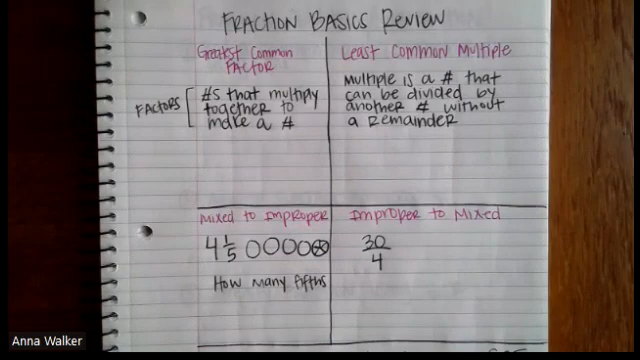 Fraction Basics Review
Greatest Common Factor
Least Common Multiple
Factors
#s that multiply
together to
make a #
Multiple is a # that
can be divided by
another # without
a remainder
Mixed to Improper
Improper to Mixed
4 1/5
How many fifths
30/4
Anna Walker